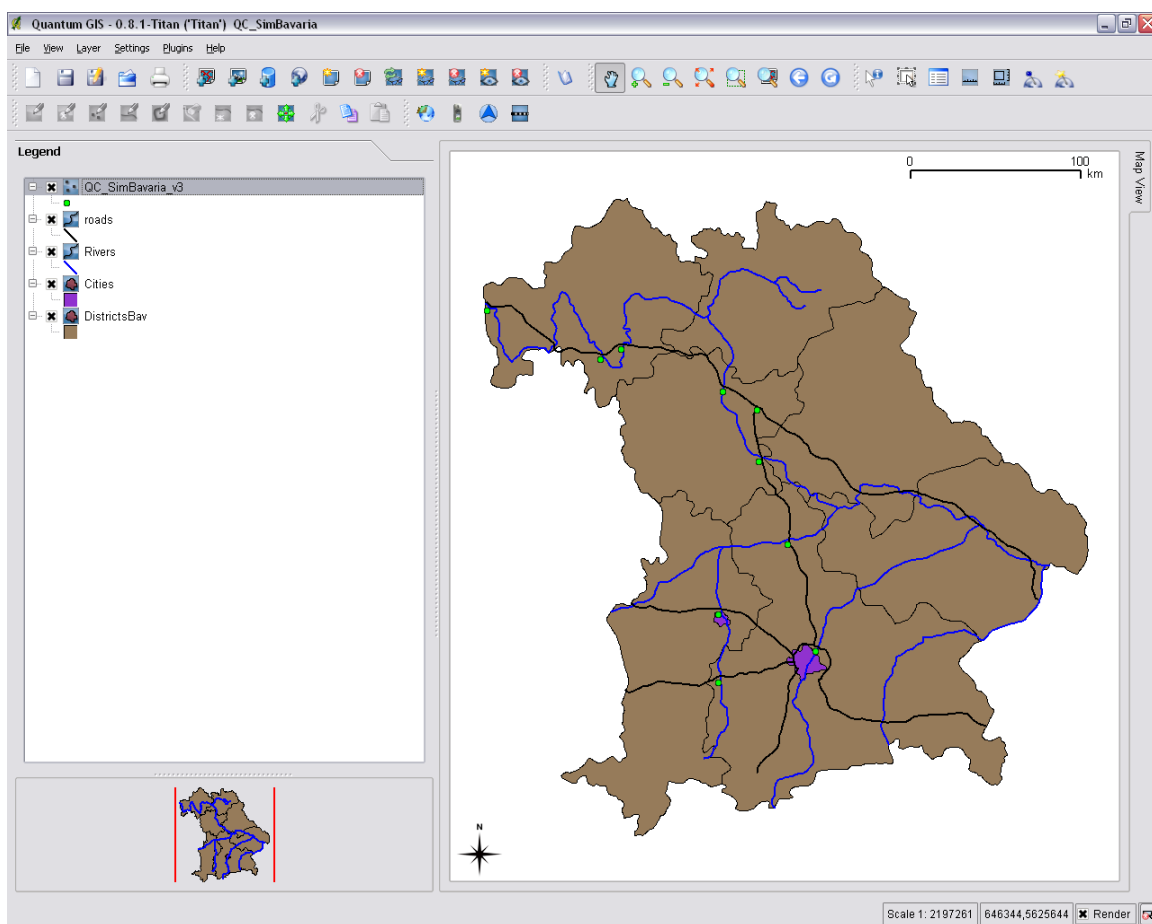 Quantum GIS - 0.8.1-Titan ('Titan') QC_SimBavaria
File View Layer Settings Plugins Help
Legend
QC_SimBavaria_v3
roads
Rivers
Cities
DistrictsBav
0 100
km
Map View
N
Scale 1: 2197261 646344,5625644 Render